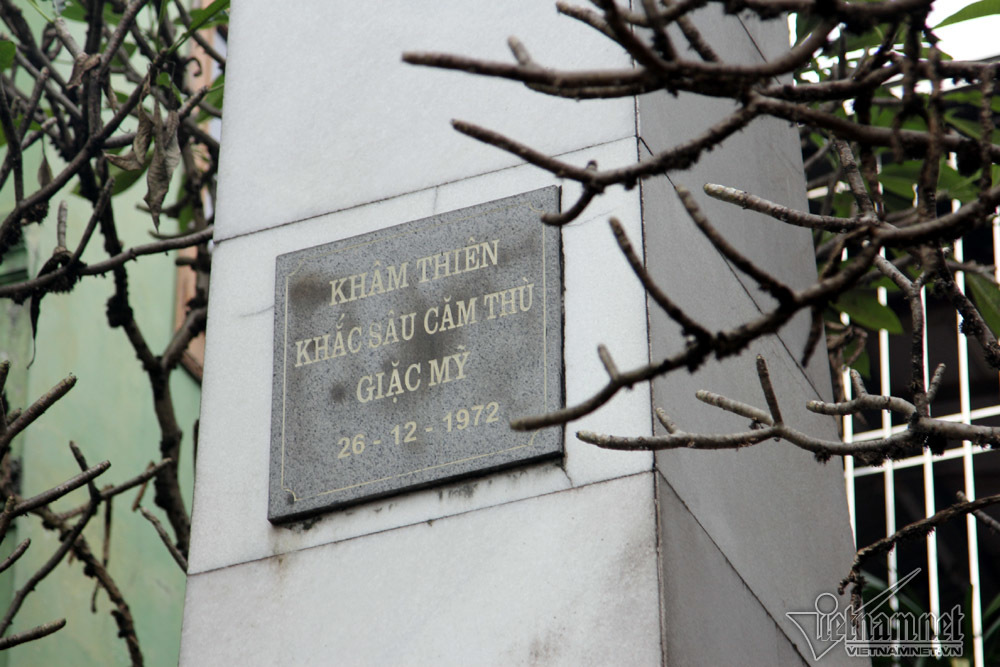 KHÂM THIÊN
KHẮC SÂU CĂM THÙ
GIẶC MỸ
26 - 12 - 1972
Vietnamnet
VIETNAMNET.VN